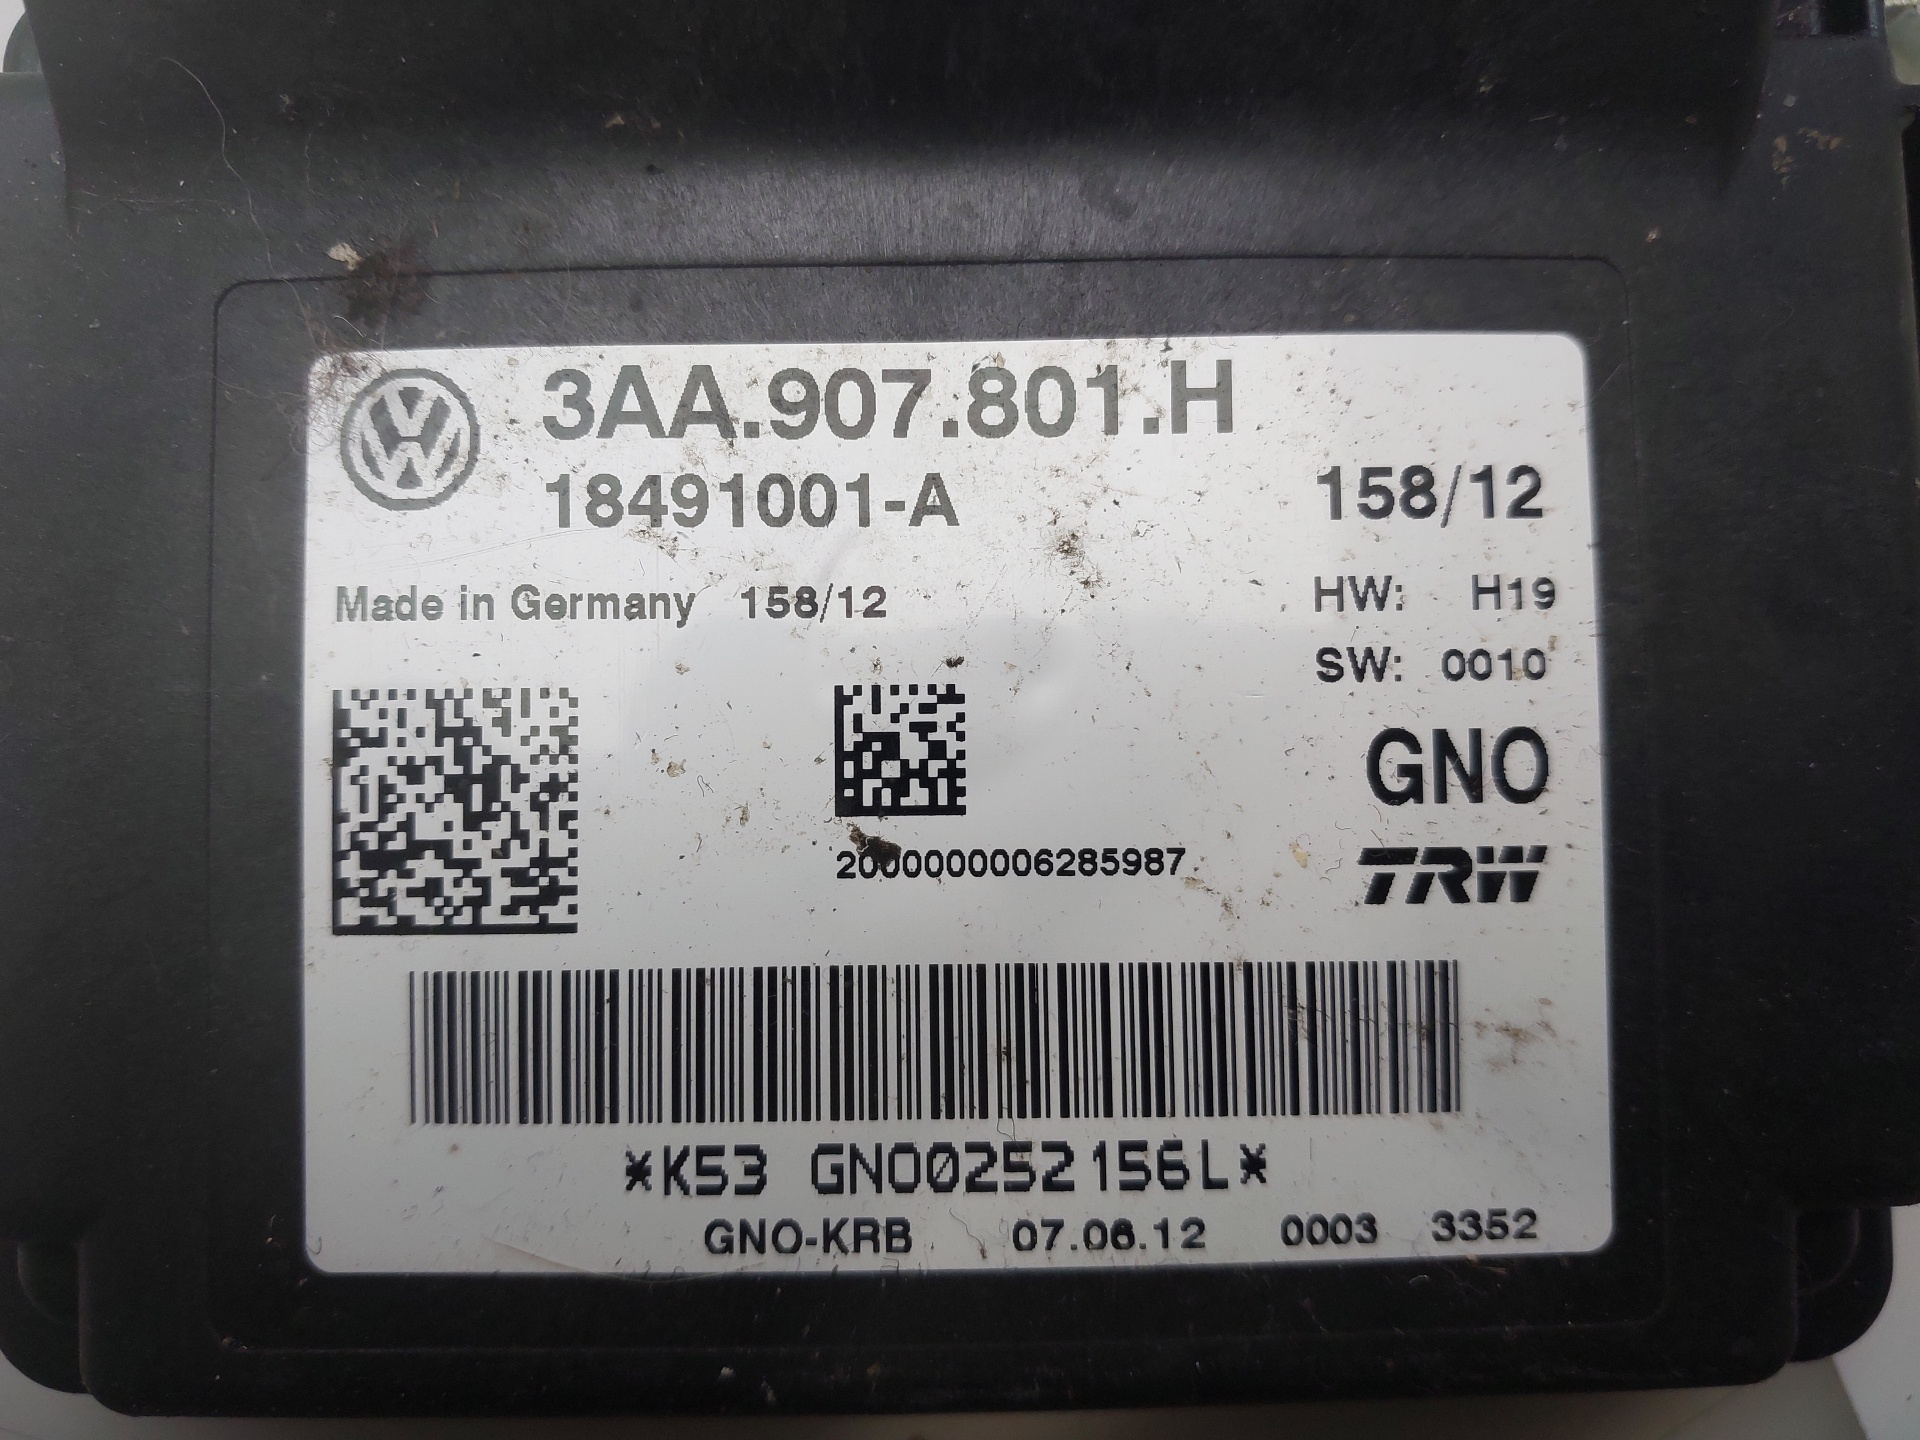 3AA.907.801.H
18491001-A 158/12
Made in Germany 158/12 HW: H19
SW: 0010
GNO
2000000006285987 TRW
*K53 GNO0252156L*
GNO-KRB 07.06.12 0003 3352